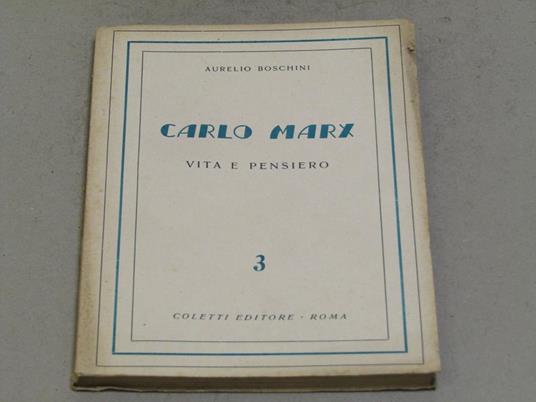 AURELIO BOSCHINI
CARLO MARX
VITA E PENSIERO
3
COLETTI EDITORE - ROMA